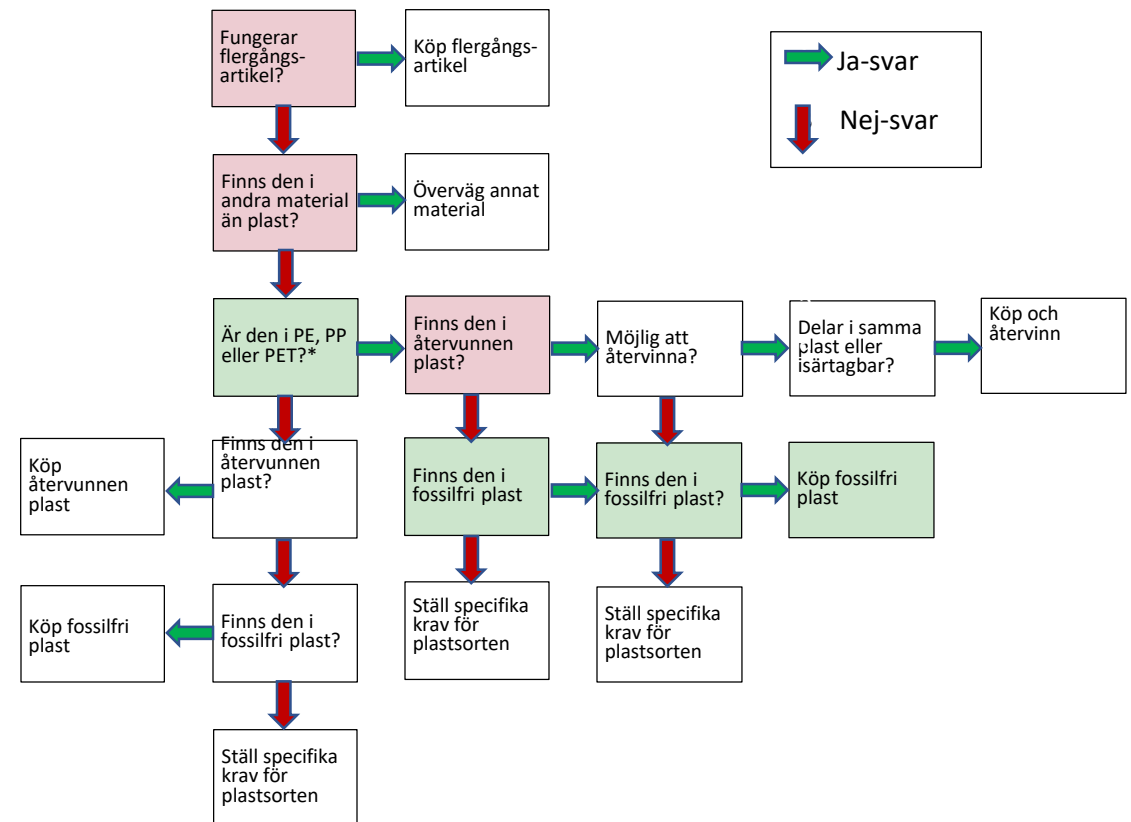 Fungerar
flergångs-
artikel?
Köp flergångs-
artikel
Ja-svar
Nej-svar
Finns den i
andra material
än plast?
Överväg annat
material
Är den i PE, PP
eller PET?*
Finns den i
återvunnen
plast?
Möjlig att
återvinna?
Delar i samma
plast eller
isärtagbar?
Köp och
återvinn
Köp
återvunnen
plast
Finns den i
återvunnen
plast?
Finns den i
fossilfri plast
Finns den i
fossilfri plast?
Köp fossilfri
plast
Köp fossilfri
plast
Finns den i
fossilfri plast?
Ställ specifika
krav för
plastsorten
Ställ specifika
krav för
plastsorten
Ställ specifika
krav för
plastsorten